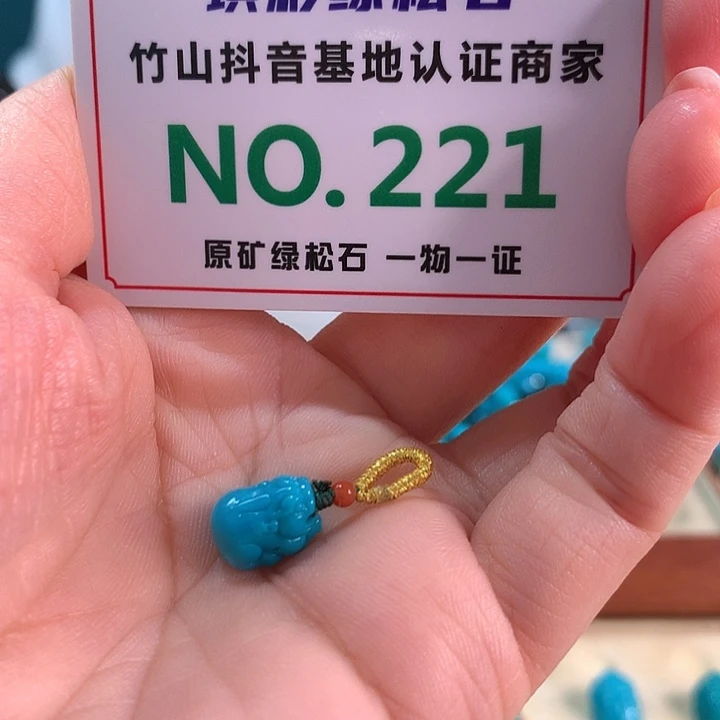 竹山抖音基地认证商家
NO.221
原矿绿松石 一物一证